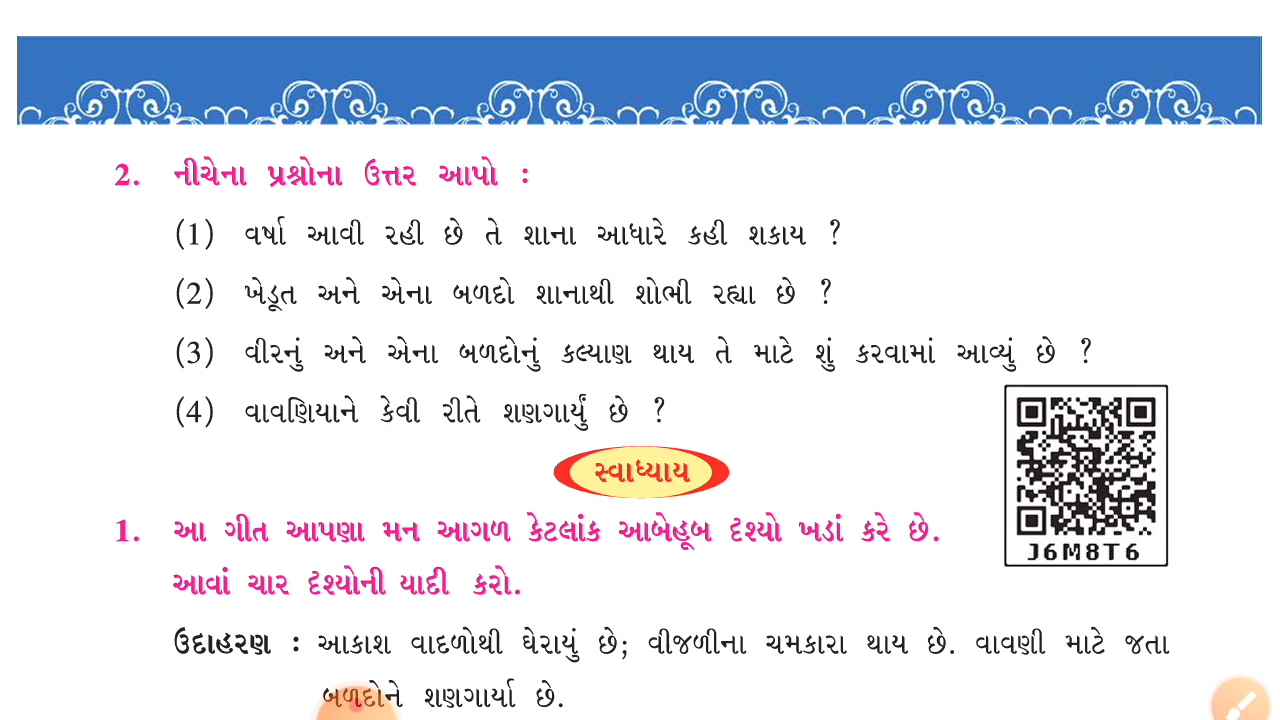 2. નીચેના પ્રશ્નોના ઉત્તર આપો :
(1) વર્ષા આવી રહી છે તે શાના આધારે કહી શકાય ?
(2) ખેડૂત અને એના બળદો શાનાથી શોભી રહ્યા છે ?
(3) વીરનું અને એના બળદોનું કલ્યાણ થાય તે માટે શું કરવામાં આવ્યું છે ?
(4) વાવણિયાને કેવી રીતે શણગાર્યું છે ?
સ્વાધ્યાય
1. આ ગીત આપણા મન આગળ કેટલાંક આબેહૂબ દૃશ્યો ખડાં કરે છે.
આવાં ચાર દૃશ્યોની યાદી કરો.
J6M8T6
ઉદાહરણ : આકાશ વાદળોથી ઘેરાયું છે; વીજળીના ચમકારા થાય છે. વાવણી માટે જતા
બળદોને શણગાર્યા છે.